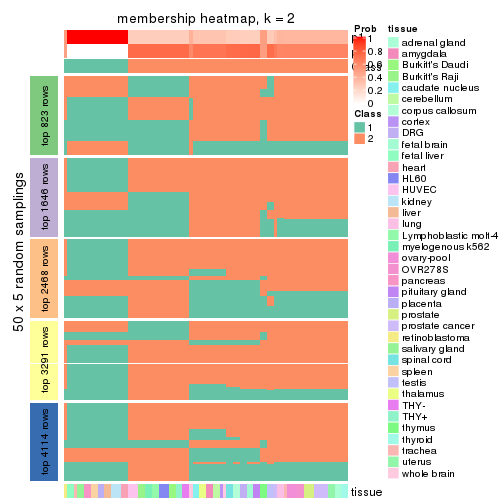 membership heatmap, k = 2
50 x 5 random samplings
top 823 rows
top 1646 rows
top 2468 rows
top 3291 rows
top 4114 rows
tissue
Prob
1
0.8
0.6
0.4
0.2
0
Class
1
2
tissue
adrenal gland
amygdala
Burkitt's Daudi
Burkitt's Raji
caudate nucleus
cerebellum
corpus callosum
cortex
DRG
fetal brain
fetal liver
heart
HL60
HUVEC
kidney
liver
lung
Lymphoblastic molt-4
myelogenous k562
ovary-pool
OVR278S
pancreas
pituitary gland
placenta
prostate
prostate cancer
retinoblastoma
salivary gland
spinal cord
spleen
testis
thalamus
THY-
THY+
thymus
thyroid
trachea
uterus
whole brain